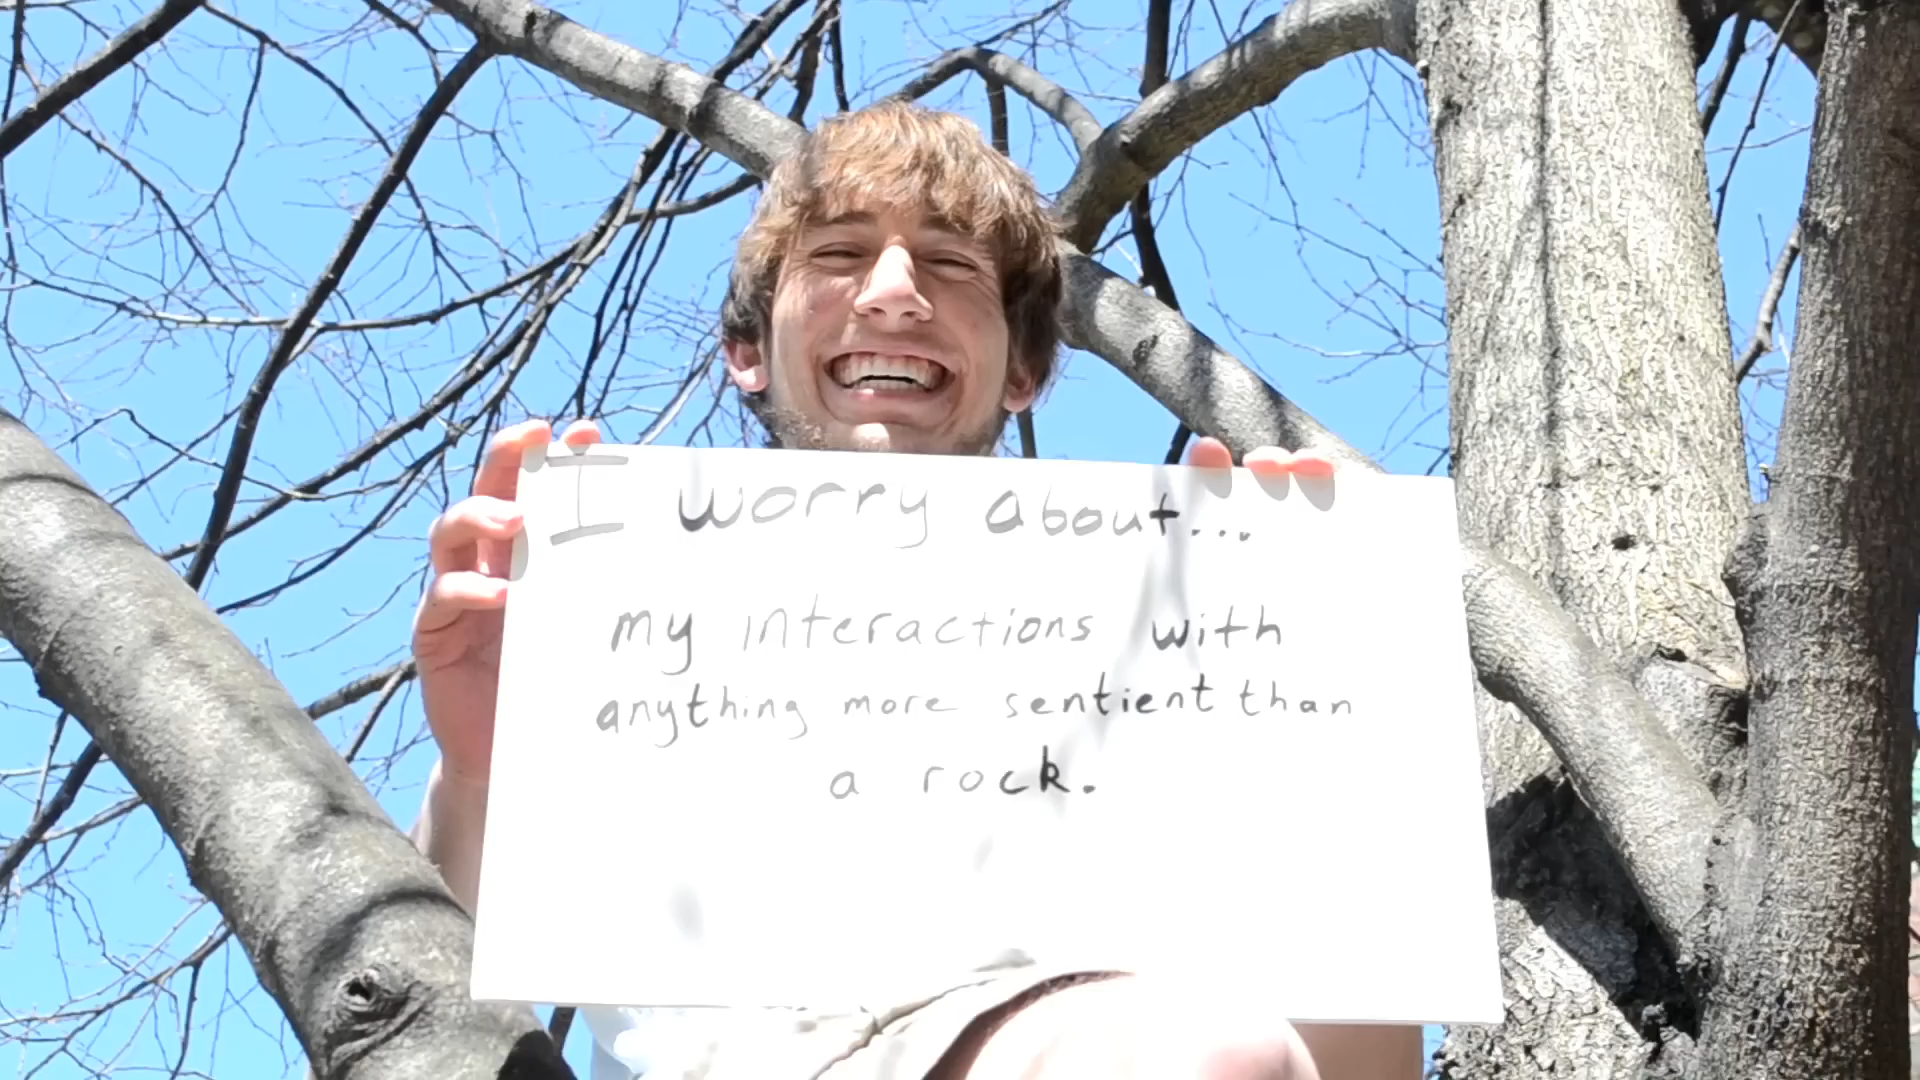 I worry about...
my interactions with
anything more sentient than
a rock.